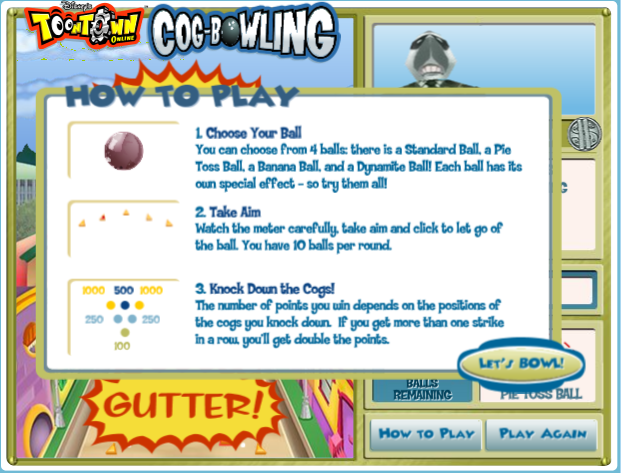 Disney's
TOONTOWN
ONLINE
COG-BOWLING
HOW TO PLAY
1. Choose Your Ball
You can choose from 4 balls: there is a Standard Ball, a Pie
Toss Ball, a Banana Ball, and a Dynamite Ball! Each ball has its
own special effect - so try them all!
2. Take Aim
Watch the meter carefully, take aim and click to let go of
the ball. You have 10 balls per round.
1000 500 1000
250 250
100
3. Knock Down the Cogs!
The number of points you win depends on the positions of
the cogs you knock down. If you get more than one strike
in a row, you'll get double the points.
LET'S BOWL!
GUTTER!
BALLS
REMAINING
PIE TOSS BALL
HOW TO PLAY
PLAY AGAIN